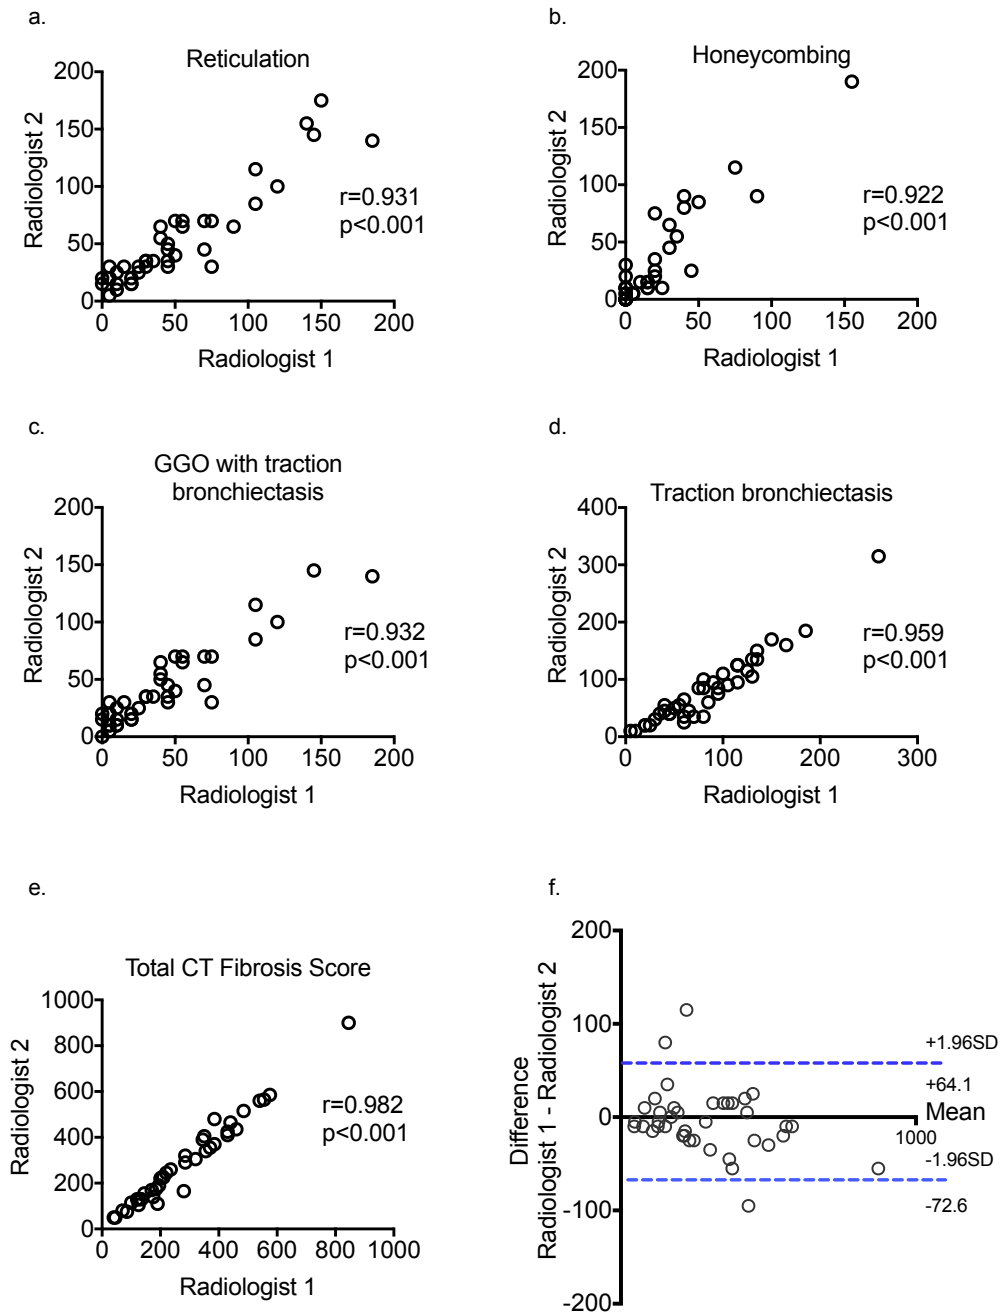 a.
Reticulation
200
150
100
50
0
0 50 100 150 200
Radiologist 2
Radiologist 1
r=0.931
p<0.001
b.
Honeycombing
200
150
100
50
0
0 50 100 150 200
Radiologist 2
Radiologist 1
r=0.922
p<0.001
c.
GGO with traction
bronchiectasis
200
150
100
50
0
0 50 100 150 200
Radiologist 2
Radiologist 1
r=0.932
p<0.001
d.
Traction bronchiectasis
400
300
200
100
0
0 100 200 300
Radiologist 2
Radiologist 1
r=0.959
p<0.001
e.
Total CT Fibrosis Score
1000
800
600
400
200
0
0 200 400 600 800 1000
Radiologist 2
Radiologist 1
r=0.982
p<0.001
f.
200
100
0
-100
-200
Difference
Radiologist 1 - Radiologist 2
+1.96SD
+64.1
Mean
1000
-1.96SD
-72.6